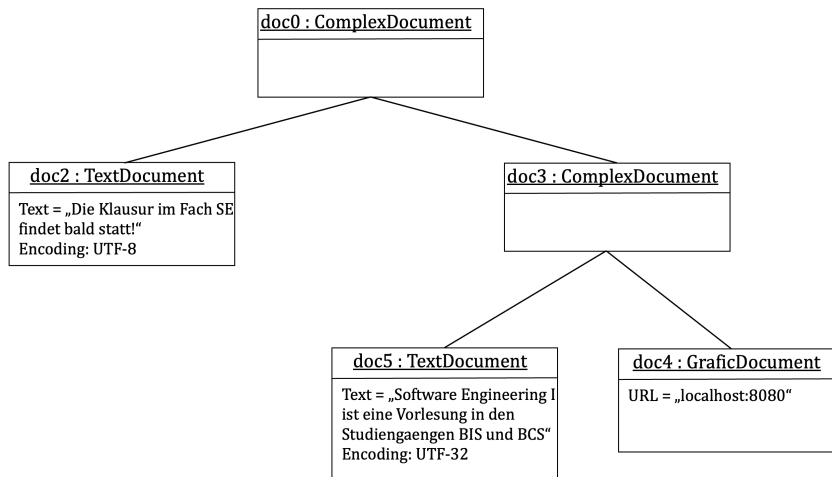 doc0 : ComplexDocument
doc2 : TextDocument
Text = „Die Klausur im Fach SE
findet bald statt!“
Encoding: UTF-8
doc3 : ComplexDocument
doc5 : TextDocument
Text = „Software Engineering I
ist eine Vorlesung in den
Studiengaengen BIS und BCS“
Encoding: UTF-32
doc4 : GraficDocument
URL = „localhost:8080“